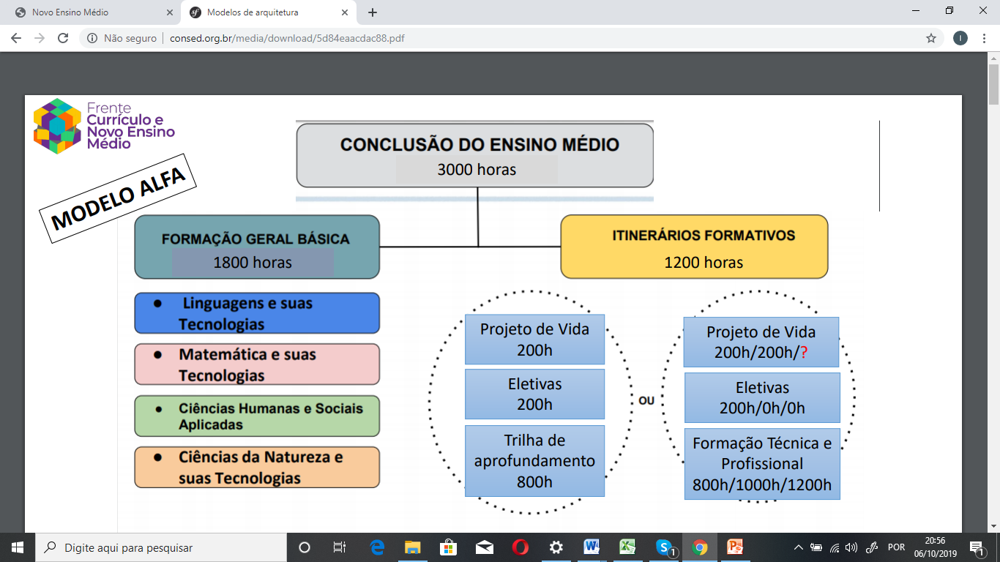 Novo Ensino Médio
Modelos de arquitetura
Não seguro
consed.org.br/media/download/5d84eaacdac88.pdf
Frente
Currículo e
Novo Ensino
Médio
MODELO ALFA
CONCLUSÃO DO ENSINO MÉDIO
3000 horas
FORMAÇÃO GERAL BÁSICA
1800 horas
ITINERÁRIOS FORMATIVOS
1200 horas
● Linguagens e suas
Tecnologias
● Matemática e suas
Tecnologias
● Ciências Humanas e Sociais
Aplicadas
● Ciências da Natureza e
suas Tecnologias
Projeto de Vida
200h
Eletivas
200h
Trilha de
aprofundamento
800h
OU
Projeto de Vida
200h/200h/?
Eletivas
200h/0h/0h
Formação Técnica e
Profissional
800h/1000h/1200h
Digite aqui para pesquisar
POR
20:56
06/10/2019